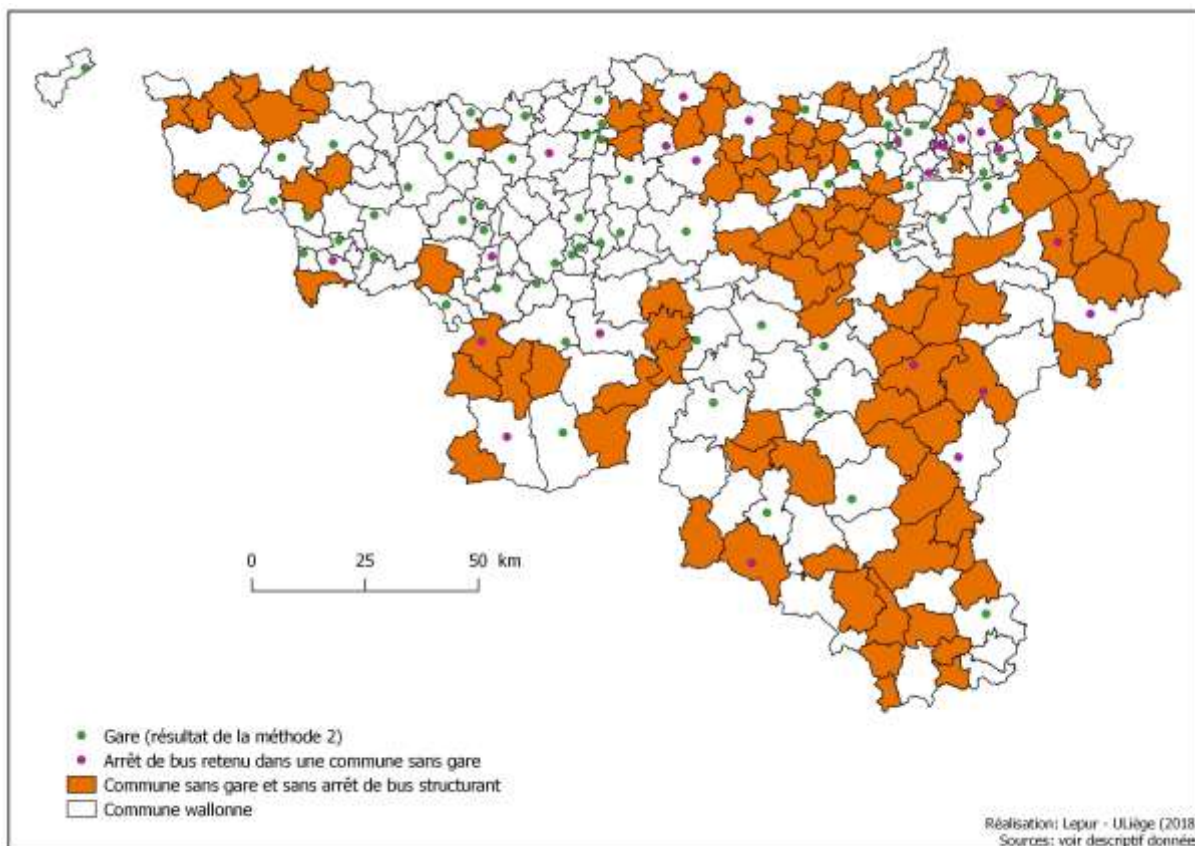 0 25 50 km
Gare (résultat de la méthode 2)
Arrêt de bus retenu dans une commune sans gare
Commune sans gare et sans arrêt de bus structurant
Commune wallonne
Réalisation: Lepur - ULiège (2018
Sources: voir descriptif donnée